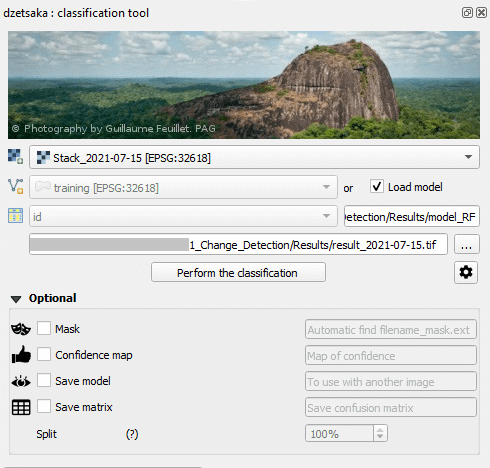 dzetsaka : classification tool
© Photography by Guillaume Feuillet. PAG
Stack_2021-07-15 [EPSG:32618]
training [EPSG:32618] or Load model
id Detection/Results/model_RF
1_Change_Detection/Results/result_2021-07-15.tif ...
Perform the classification
Optional
Mask Automatic find filename_mask.ext
Confidence map Map of confidence
Save model To use with another image
Save matrix Save confusion matrix
Split (?) 100%